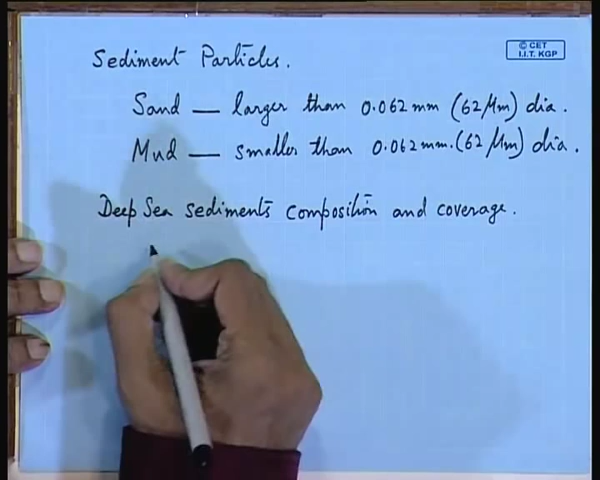 Sediment Particles.
© CET
I.I.T. KGP
Sand — larger than 0.062 mm (62 μm) dia.
Mud — smaller than 0.062 mm. (62 μm) dia.
Deep Sea sediments composition and coverage.